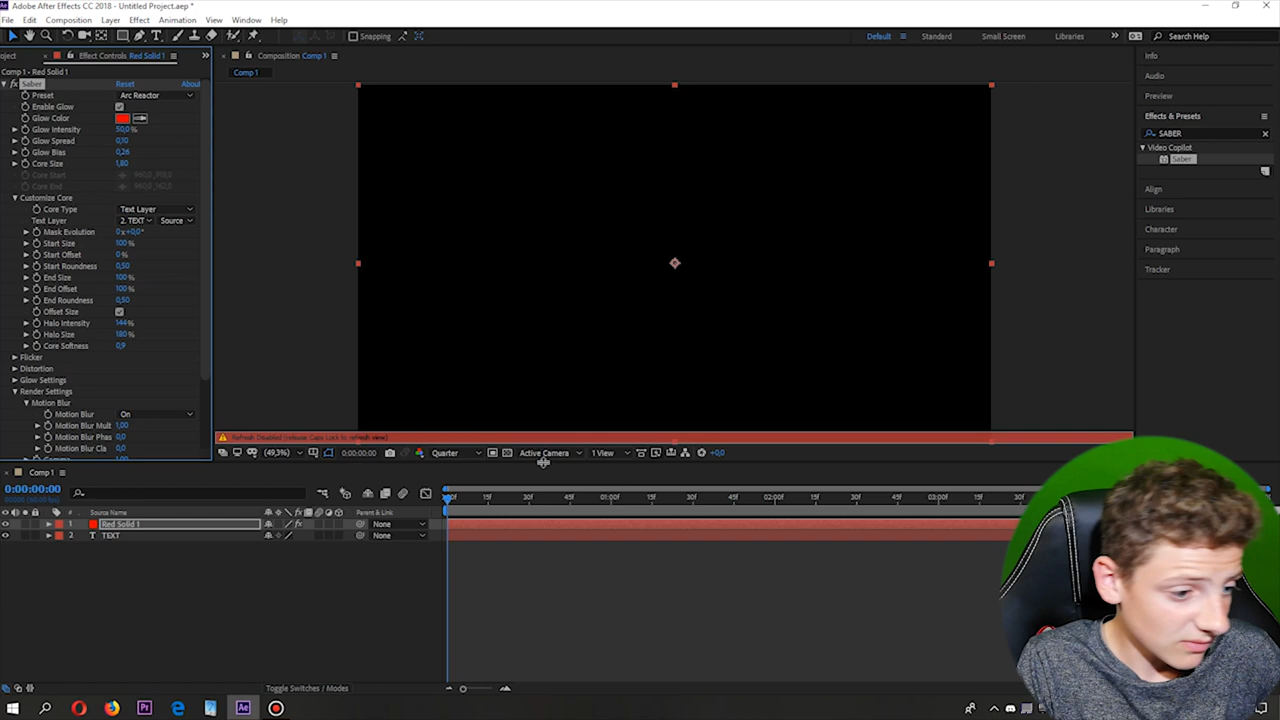 Adobe After Effects CC 2018 - Untitled Project.aep *
File Edit Composition Layer Effect Animation View Window Help
Snapping Default Standard Small Screen Libraries Search Help
oject Effect Controls Red Solid 1
Composition Comp 1
Comp 1 - Red Solid 1
Comp 1
Saber Reset Abou
Preset Arc Reactor
Enable Glow
Glow Color
Glow Intensity 50,0 %
Glow Spread 0,10
Glow Bias 0,26
Core Size 1,80
Core Start
Core End
Customize Core
Core Type Text Layer
Text Layer 2. TEXT Source
Mask Evolution 0 x +0,0°
Start Size 100 %
Start Offset 0 %
Start Roundness 0,50
End Size 100 %
End Offset 100 %
End Roundness 0,50
Offset Size
Halo Intensity 144 %
Halo Size 180 %
Core Softness 0,9
Flicker
Distortion
Glow Settings
Render Settings
Motion Blur
Motion Blur On
Motion Blur Mult 1,00
Motion Blur Phas 0,0
Motion Blur Cla 0,0
Info
Audio
Preview
Effects & Presets
SABER
Video Copilot
Saber
Align
Libraries
Character
Paragraph
Tracker
Refresh Disabled (release Caps Lock to refresh view)
(49,3%) 0:00:00:00 Quarter Active Camera 1 View +0,0
Comp 1
0:00:00:00
00f 15f 30f 45f 01:00f 15f 30f 45f 02:00f 15f 30f 45f 03:00f 15f 30f
# Source Name Parent & Link
1 Red Solid 1 None
2 T TEXT None
Toggle Switches / Modes